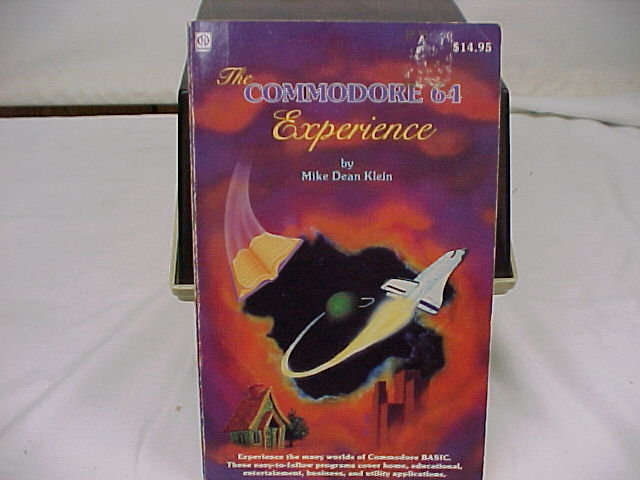 $14.95
The
COMMODORE 64
Experience
by
Mike Dean Klein
Experience the many worlds of Commodore BASIC.
These easy-to-follow programs cover home, educational,
entertainment, business, and utility applications.